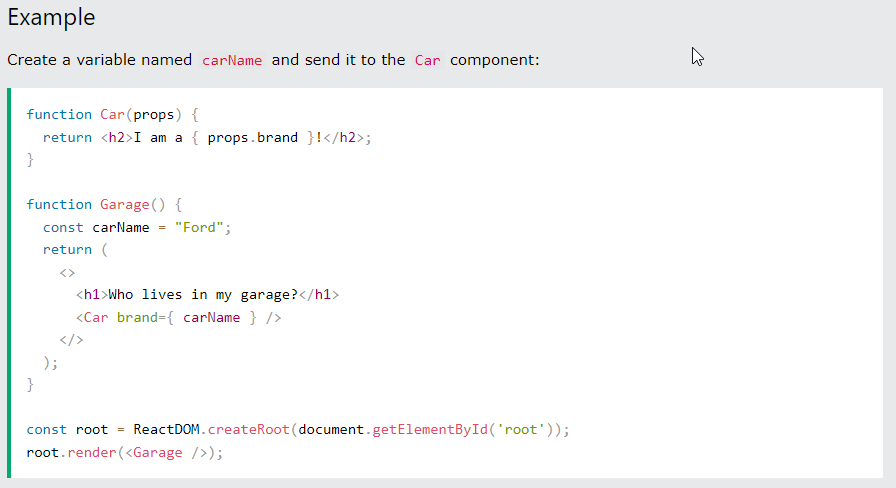 Example
Create a variable named carName and send it to the Car component:
function Car(props) {
  return <h2>I am a { props.brand }!</h2>;
}
function Garage() {
  const carName = "Ford";
  return (
    <>
      <h1>Who lives in my garage?</h1>
      <Car brand={ carName } />
    </>
  );
}
const root = ReactDOM.createRoot(document.getElementById('root'));
root.render(<Garage />);